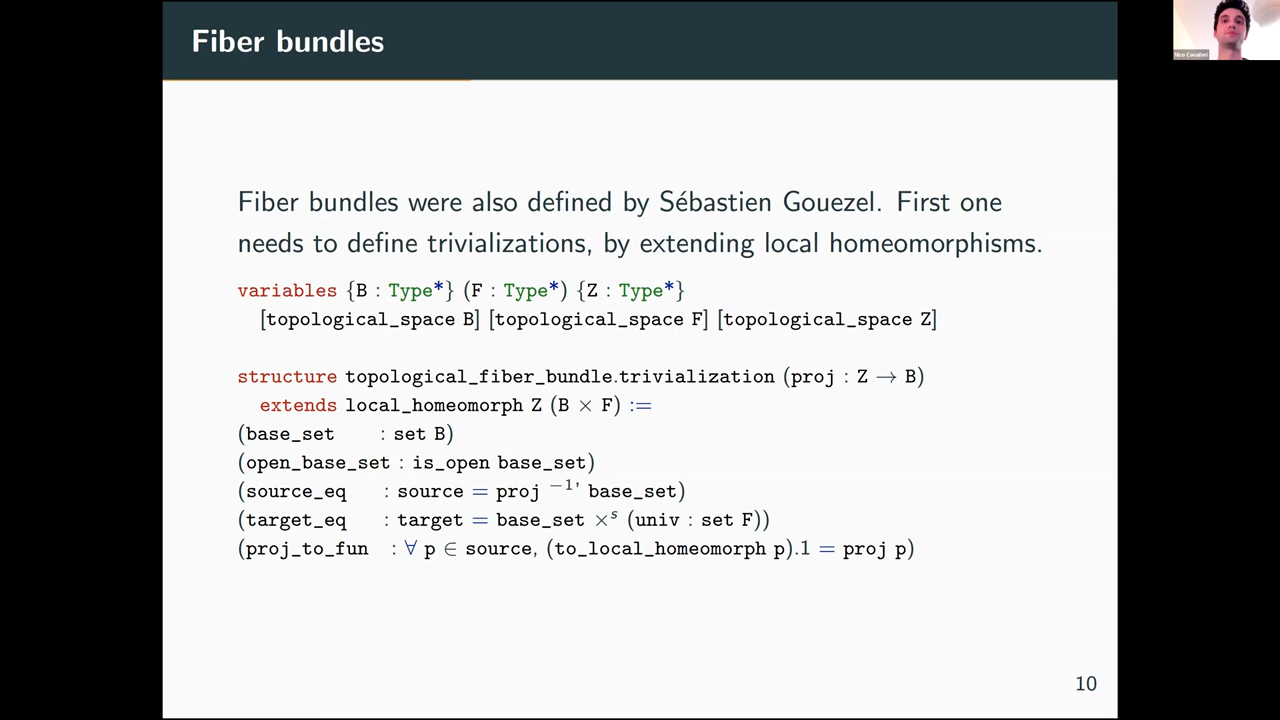 Fiber bundles
Nico Cavalleri
Fiber bundles were also defined by Sébastien Gouezel. First one
needs to define trivializations, by extending local homeomorphisms.
variables {B : Type*} (F : Type*) {Z : Type*}
[topological_space B] [topological_space F] [topological_space Z]
structure topological_fiber_bundle.trivialization (proj : Z → B)
extends local_homeomorph Z (B × F) :=
(base_set : set B)
(open_base_set : is_open base_set)
(source_eq : source = proj ⁻¹' base_set)
(target_eq : target = base_set ×ˢ (univ : set F))
(proj_to_fun : ∀ p ∈ source, (to_local_homeomorph p).1 = proj p)
10